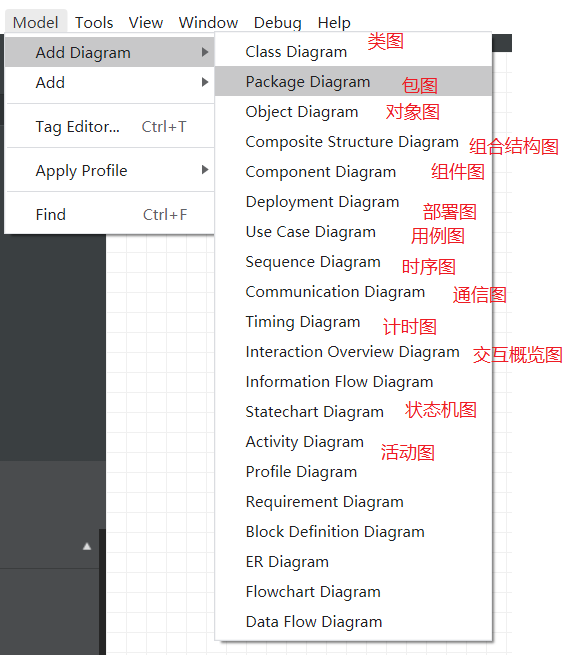 Model Tools View Window Debug Help
Add Diagram
Add
Tag Editor... Ctrl+T
Apply Profile
Find Ctrl+F
Class Diagram 类图
Package Diagram 包图
Object Diagram 对象图
Composite Structure Diagram 组合结构图
Component Diagram 组件图
Deployment Diagram 部署图
Use Case Diagram 用例图
Sequence Diagram 时序图
Communication Diagram 通信图
Timing Diagram 计时图
Interaction Overview Diagram 交互概览图
Information Flow Diagram
Statechart Diagram 状态机图
Activity Diagram 活动图
Profile Diagram
Requirement Diagram
Block Definition Diagram
ER Diagram
Flowchart Diagram
Data Flow Diagram